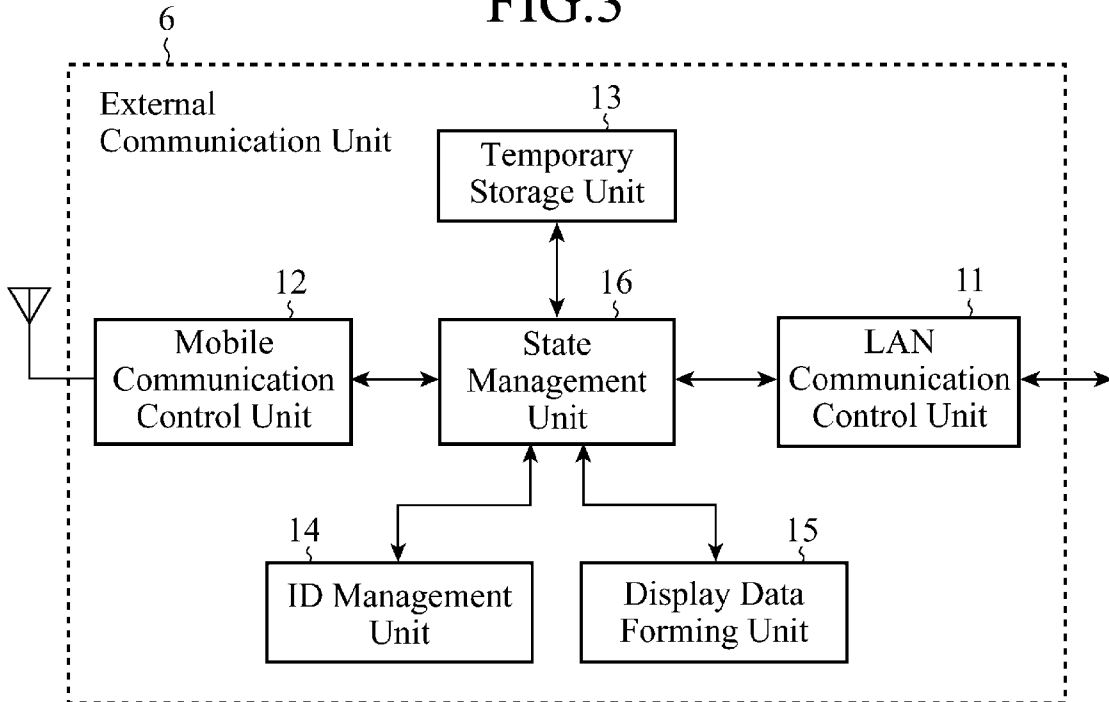 FIG.3
6
External
Communication Unit
13
Temporary
Storage Unit
12
Mobile
Communication
Control Unit
16
State
Management
Unit
11
LAN
Communication
Control Unit
14
ID Management
Unit
15
Display Data
Forming Unit